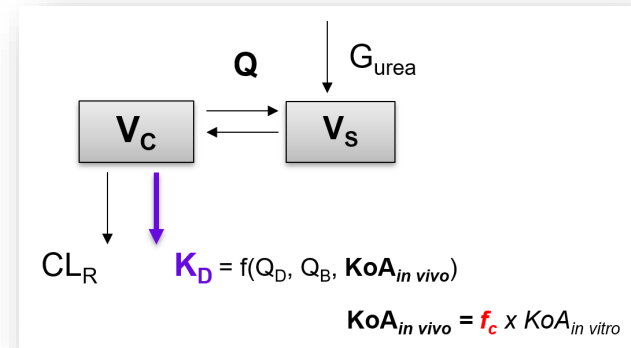 Q
G_urea
V_C V_S
CL_R K_D = f(Q_D, Q_B, KoA_in vivo)
KoA_in vivo = f_c x KoA_in vitro